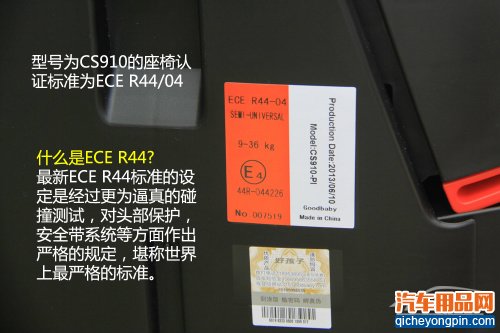 型号为CS910的座椅认
证标准为ECE R44/04
什么是ECE R44?
最新ECE R44标准的设
定是经过更为逼真的碰
撞测试，对头部保护，
安全带系统等方面作出
严格的规定，堪称世界
上最严格的标准。
ECE R44-04
SEMI-UNIVERSAL
9-36 kg
E4
44R-044226
No 007519
Production Date:2013/06/10
Model:CS910-PI
Goodbaby
Made in China
好孩子
汽车用品网
qicheyongpin.com